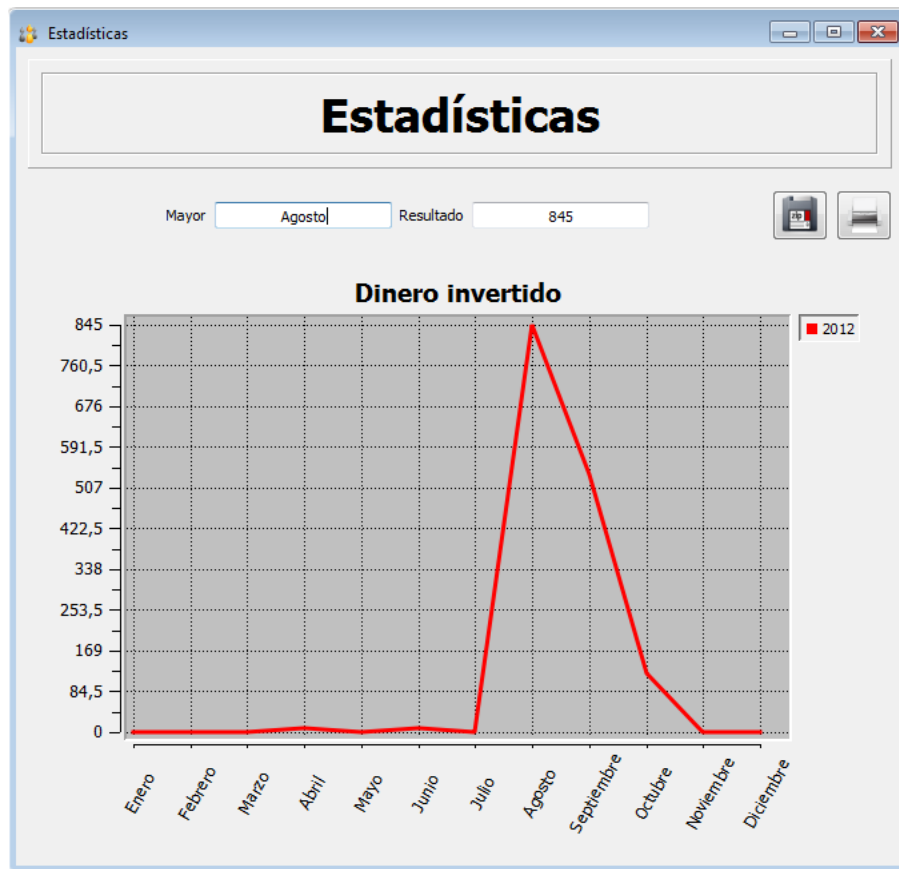 Estadísticas
Estadísticas
Mayor Agosto Resultado 845
zip
Dinero invertido
2012
845
760,5
676
591,5
507
422,5
338
253,5
169
84,5
0
Enero Febrero Marzo Abril Mayo Junio Julio Agosto Septiembre Octubre Noviembre Diciembre